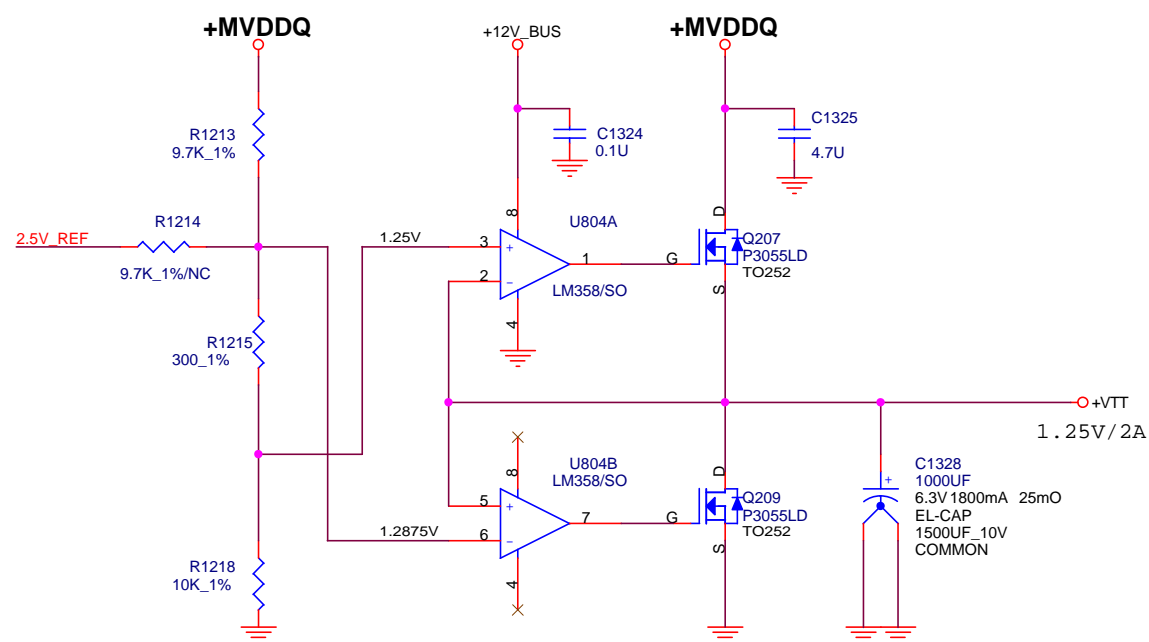 +MVDDQ
+12V_BUS
+MVDDQ
R1213
9.7K_1%
C1324
0.1U
C1325
4.7U
2.5V_REF
R1214
9.7K_1%/NC
1.25V
8
3
+
2
−
1
4
U804A
LM358/SO
D
G
S
Q207
P3055LD
TO252
R1215
300_1%
+VTT
1.25V/2A
1.2875V
8
5
+
6
−
7
4
U804B
LM358/SO
D
G
S
Q209
P3055LD
TO252
+
C1328
1000UF
6.3V 1800mA 25mO
EL-CAP
1500UF_10V
COMMON
R1218
10K_1%